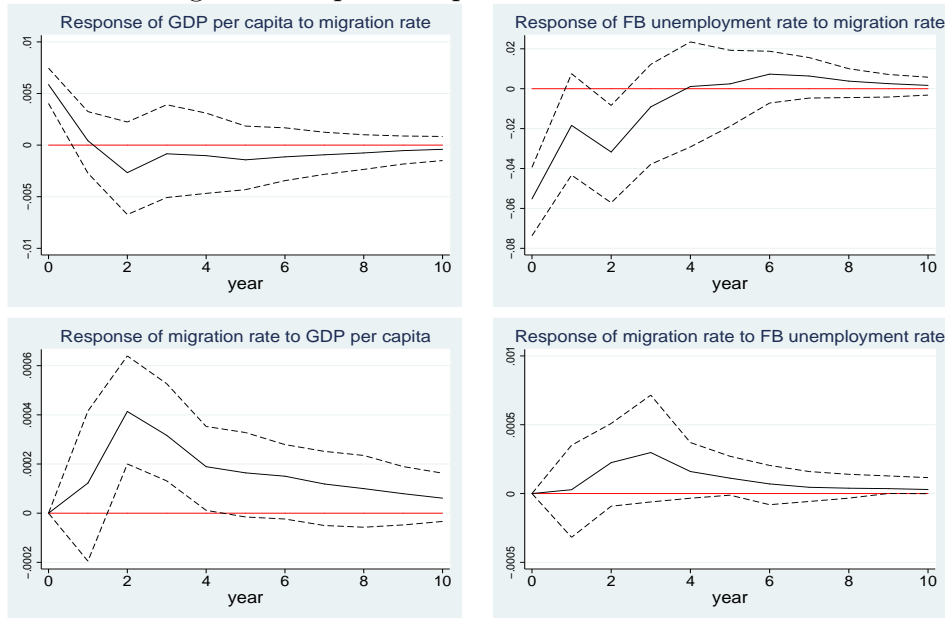 Response of GDP per capita to migration rate
.01
.005
0
-.005
-.01
0 2 4 6 8 10
year
Response of FB unemployment rate to migration rate
.02
0
-.02
-.04
-.06
-.08
0 2 4 6 8 10
year
Response of migration rate to GDP per capita
.0006
.0004
.0002
0
-.0002
0 2 4 6 8 10
year
Response of migration rate to FB unemployment rate
.001
.0005
0
-.0005
0 2 4 6 8 10
year